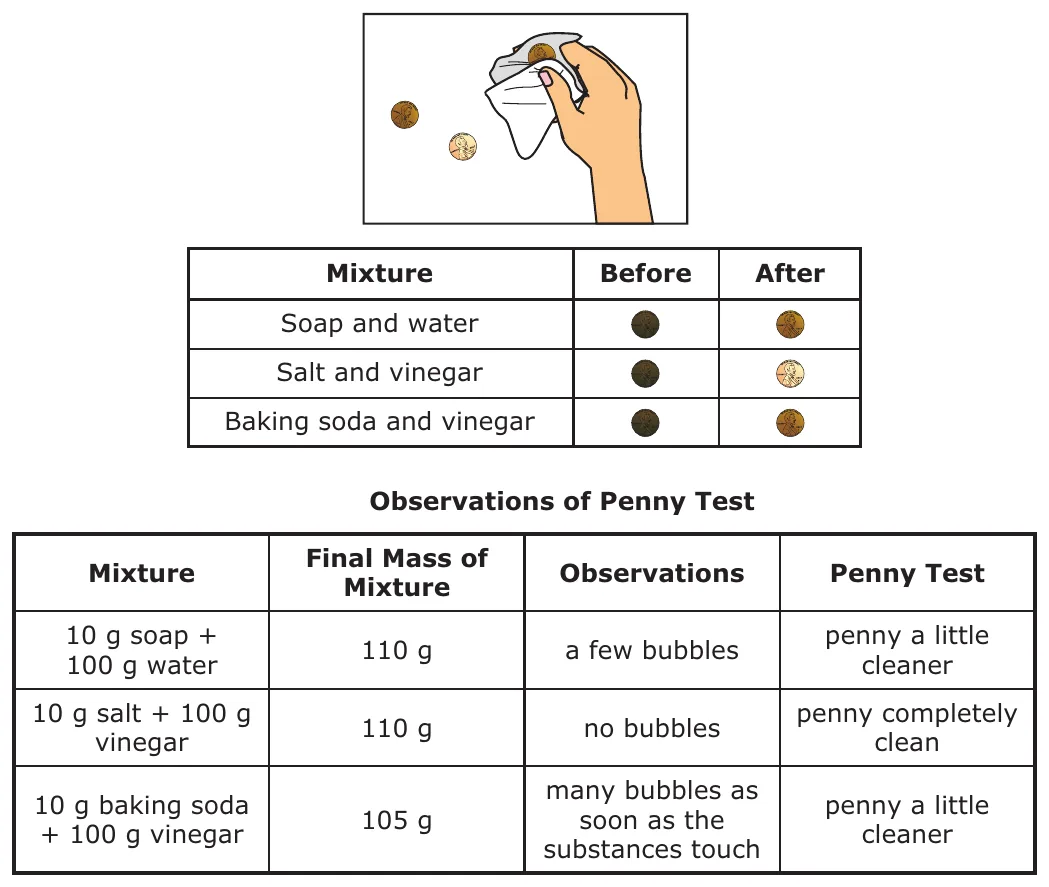 Mixture Before After
Soap and water
Salt and vinegar
Baking soda and vinegar
Observations of Penny Test
Mixture
Final Mass of
Mixture
Observations
Penny Test
10 g soap +
100 g water
110 g
a few bubbles
penny a little
cleaner
10 g salt + 100 g
vinegar
110 g
no bubbles
penny completely
clean
10 g baking soda
+ 100 g vinegar
105 g
many bubbles as
soon as the
substances touch
penny a little
cleaner